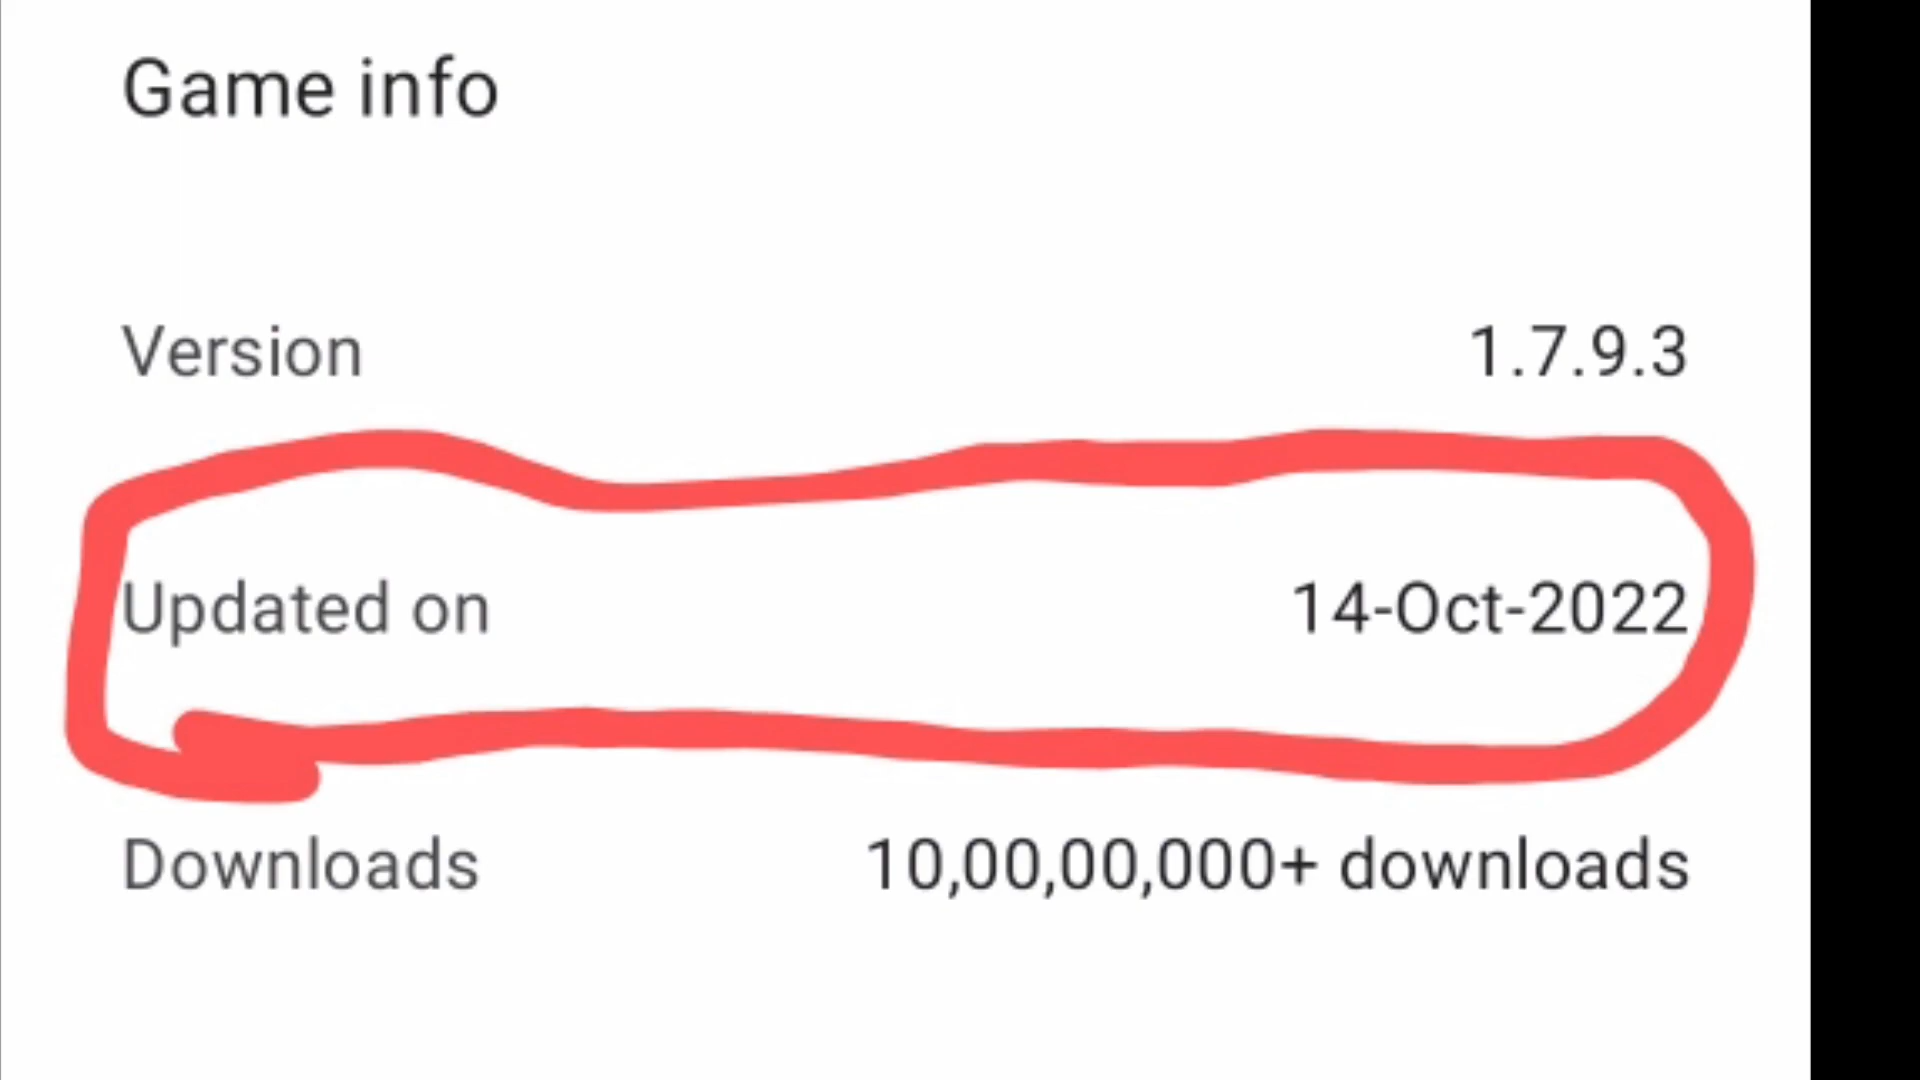 Game info
Version 1.7.9.3
Updated on 14-Oct-2022
Downloads 10,00,00,000+ downloads